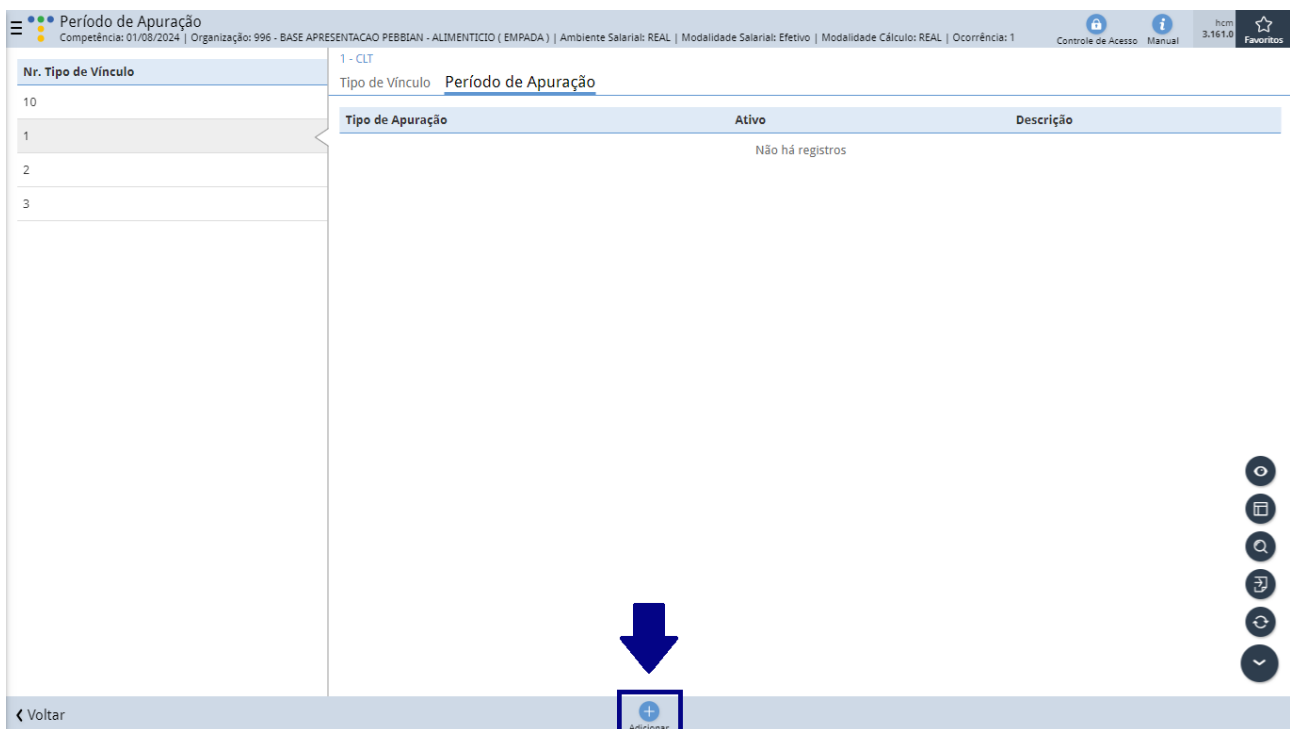 Período de Apuração
Competência: 01/08/2024 | Organização: 996 - BASE APRESENTACAO PEBBIAN - ALIMENTICIO ( EMPADA ) | Ambiente Salarial: REAL | Modalidade Salarial: Efetivo | Modalidade Cálculo: REAL | Ocorrência: 1
Controle de Acesso
Manual
hcm
3.161.0
Favoritos
Nr. Tipo de Vínculo
10
1
2
3
1 - CLT
Tipo de Vínculo Período de Apuração
Tipo de Apuração Ativo Descrição
Não há registros
Voltar
Adicionar